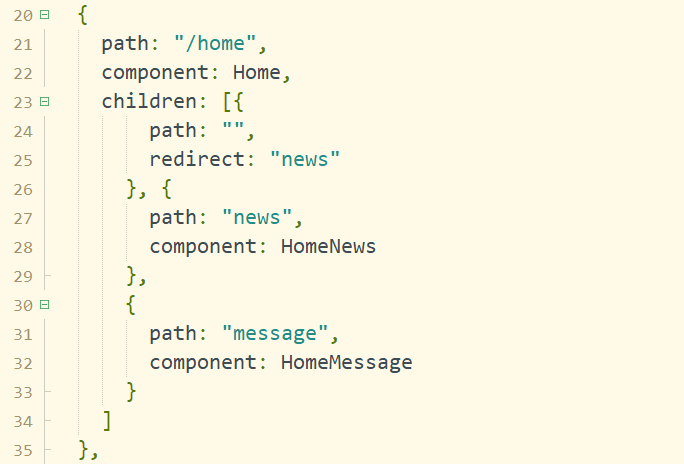 20 {
21 path: "/home",
22 component: Home,
23 children: [{
24 path: "",
25 redirect: "news"
26 }, {
27 path: "news",
28 component: HomeNews
29 },
30 {
31 path: "message",
32 component: HomeMessage
33 }
34 ]
35 },